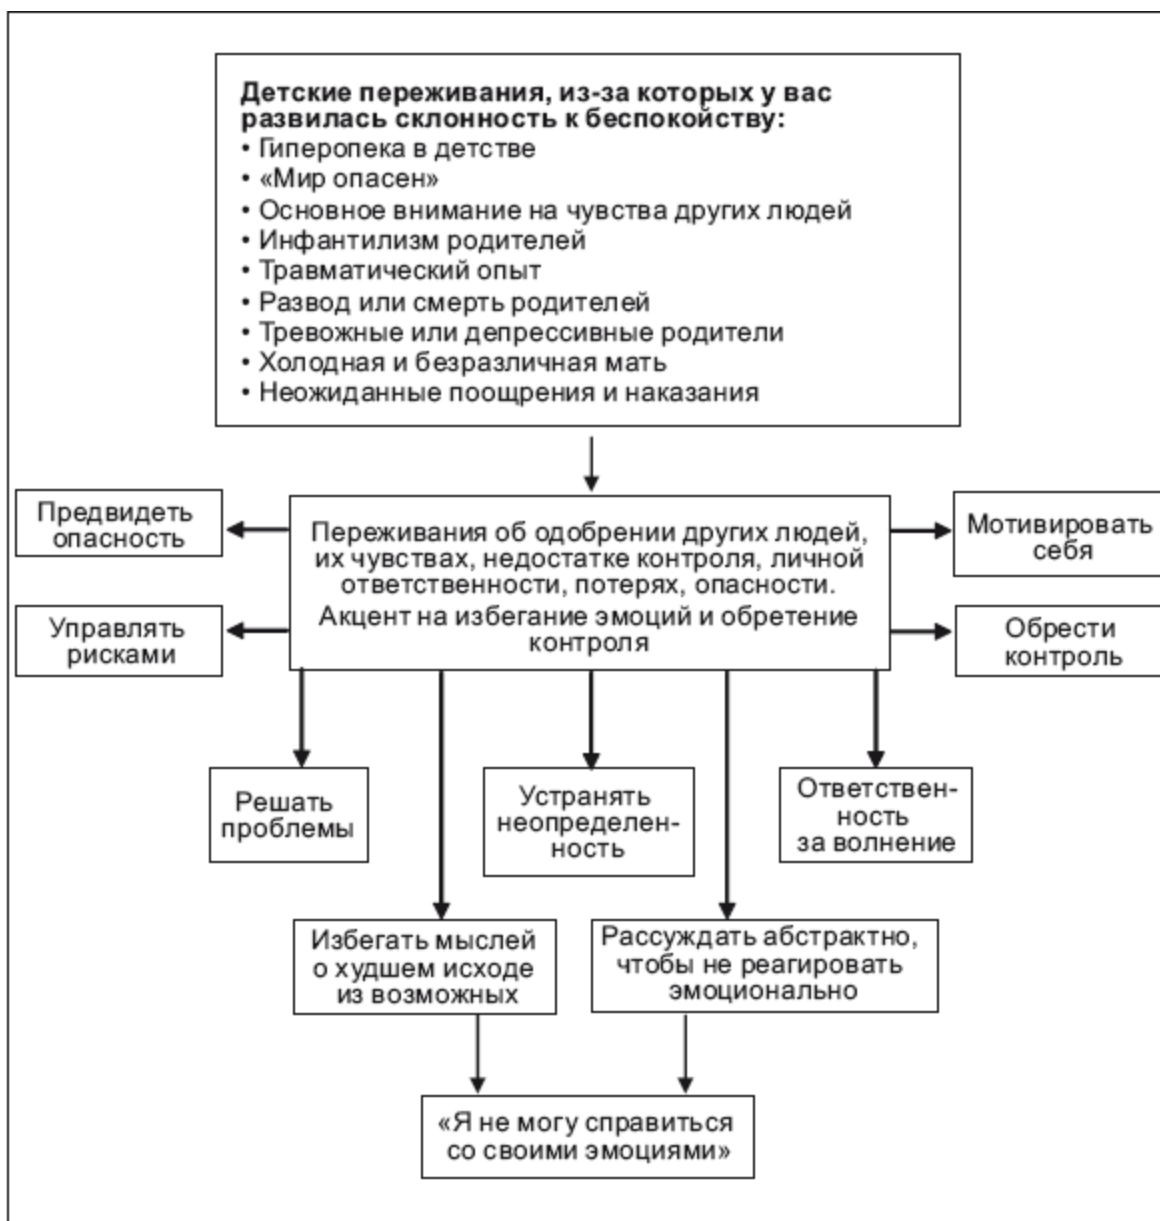 Детские переживания, из-за которых у вас
развилась склонность к беспокойству:
• Гиперопека в детстве
• «Мир опасен»
• Основное внимание на чувства других людей
• Инфантилизм родителей
• Травматический опыт
• Развод или смерть родителей
• Тревожные или депрессивные родители
• Холодная и безразличная мать
• Неожиданные поощрения и наказания
Предвидеть
опасность
Переживания об одобрении других людей,
их чувствах, недостатке контроля, личной
ответственности, потерях, опасности.
Акцент на избегание эмоций и обретение
контроля
Мотивировать
себя
Управлять
рисками
Обрести
контроль
Решать
проблемы
Устранять
неопределен-
ность
Ответствен-
ность
за волнение
Избегать мыслей
о худшем исходе
из возможных
Рассуждать абстрактно,
чтобы не реагировать
эмоционально
«Я не могу справиться
со своими эмоциями»